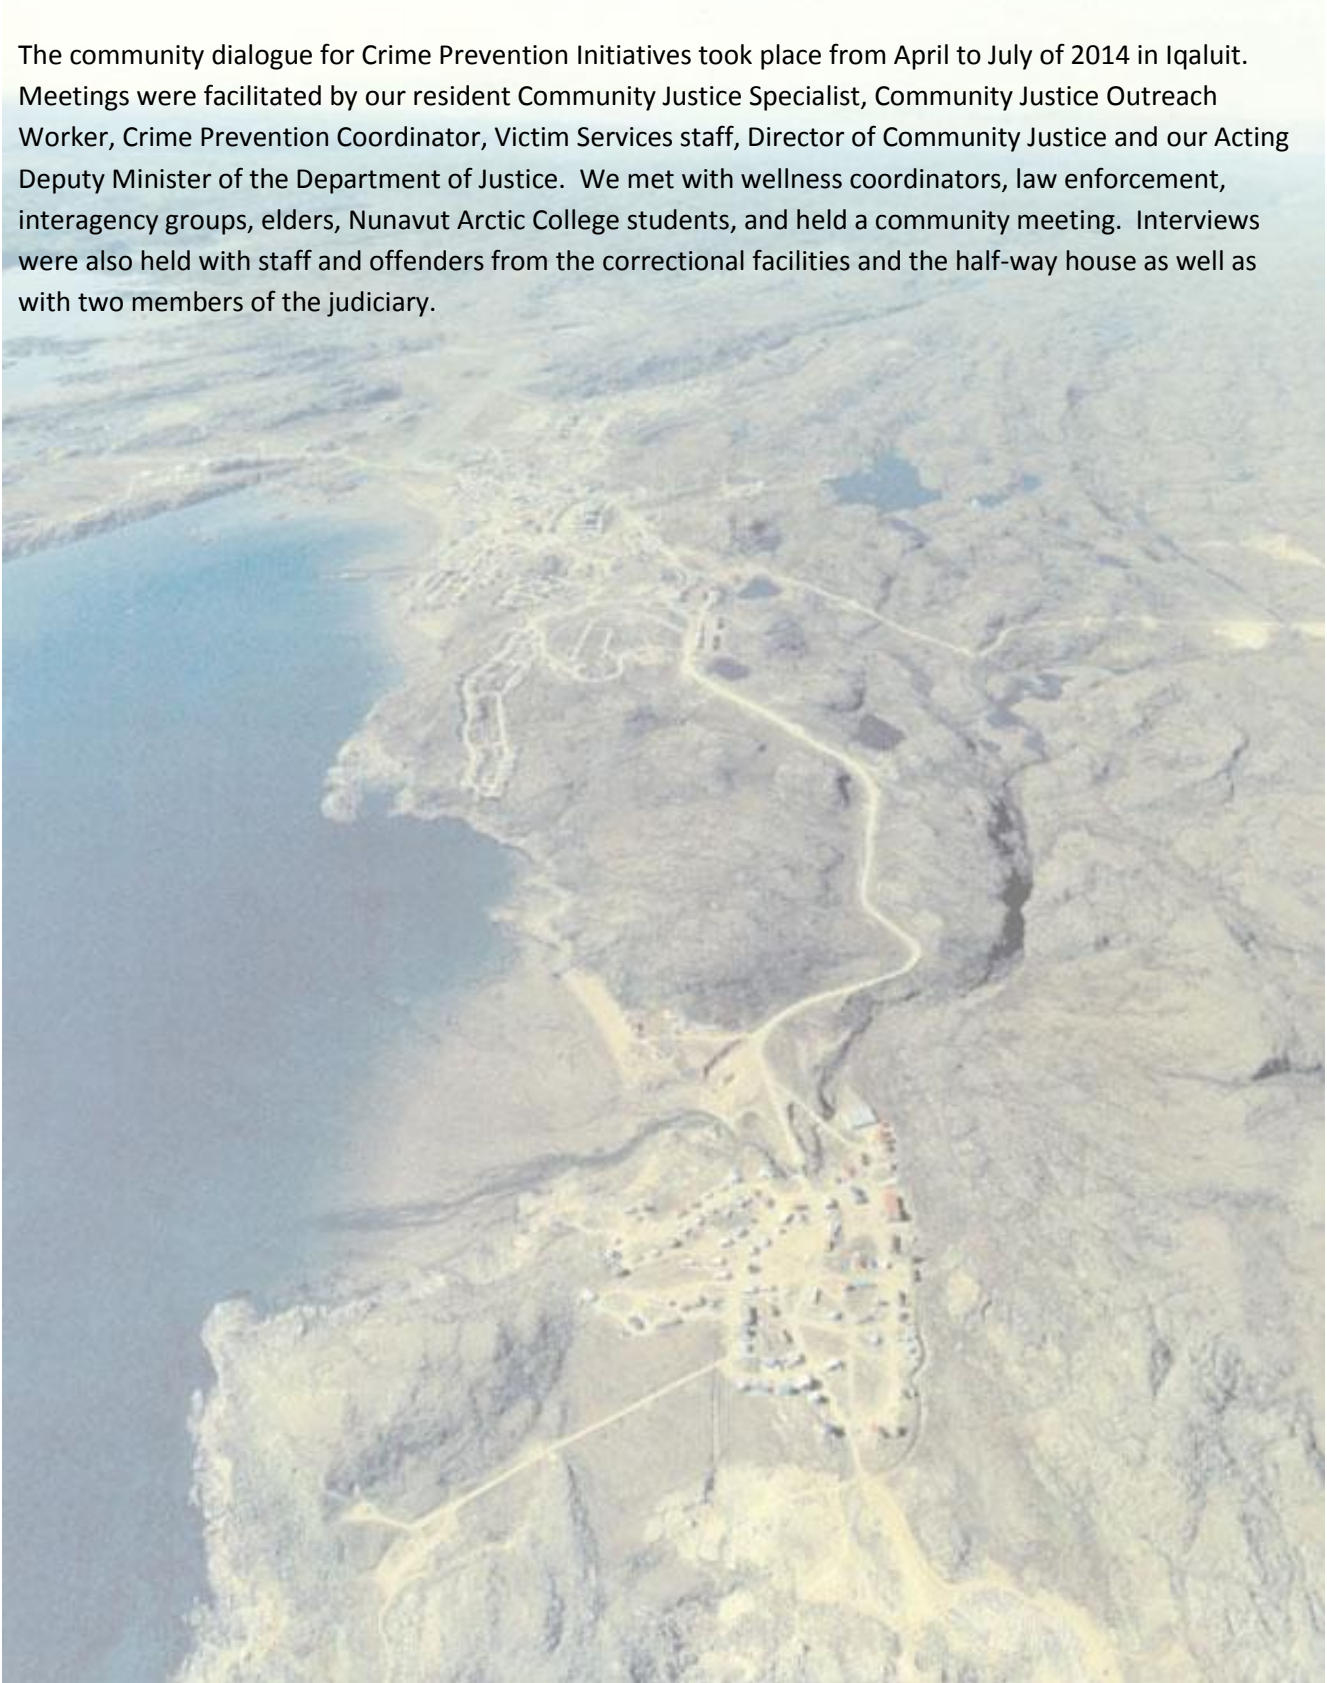 The community dialogue for Crime Prevention Initiatives took place from April to July of 2014 in Iqaluit.
Meetings were facilitated by our resident Community Justice Specialist, Community Justice Outreach
Worker, Crime Prevention Coordinator, Victim Services staff, Director of Community Justice and our Acting
Deputy Minister of the Department of Justice.  We met with wellness coordinators, law enforcement,
interagency groups, elders, Nunavut Arctic College students, and held a community meeting.  Interviews
were also held with staff and offenders from the correctional facilities and the half-way house as well as
with two members of the judiciary.